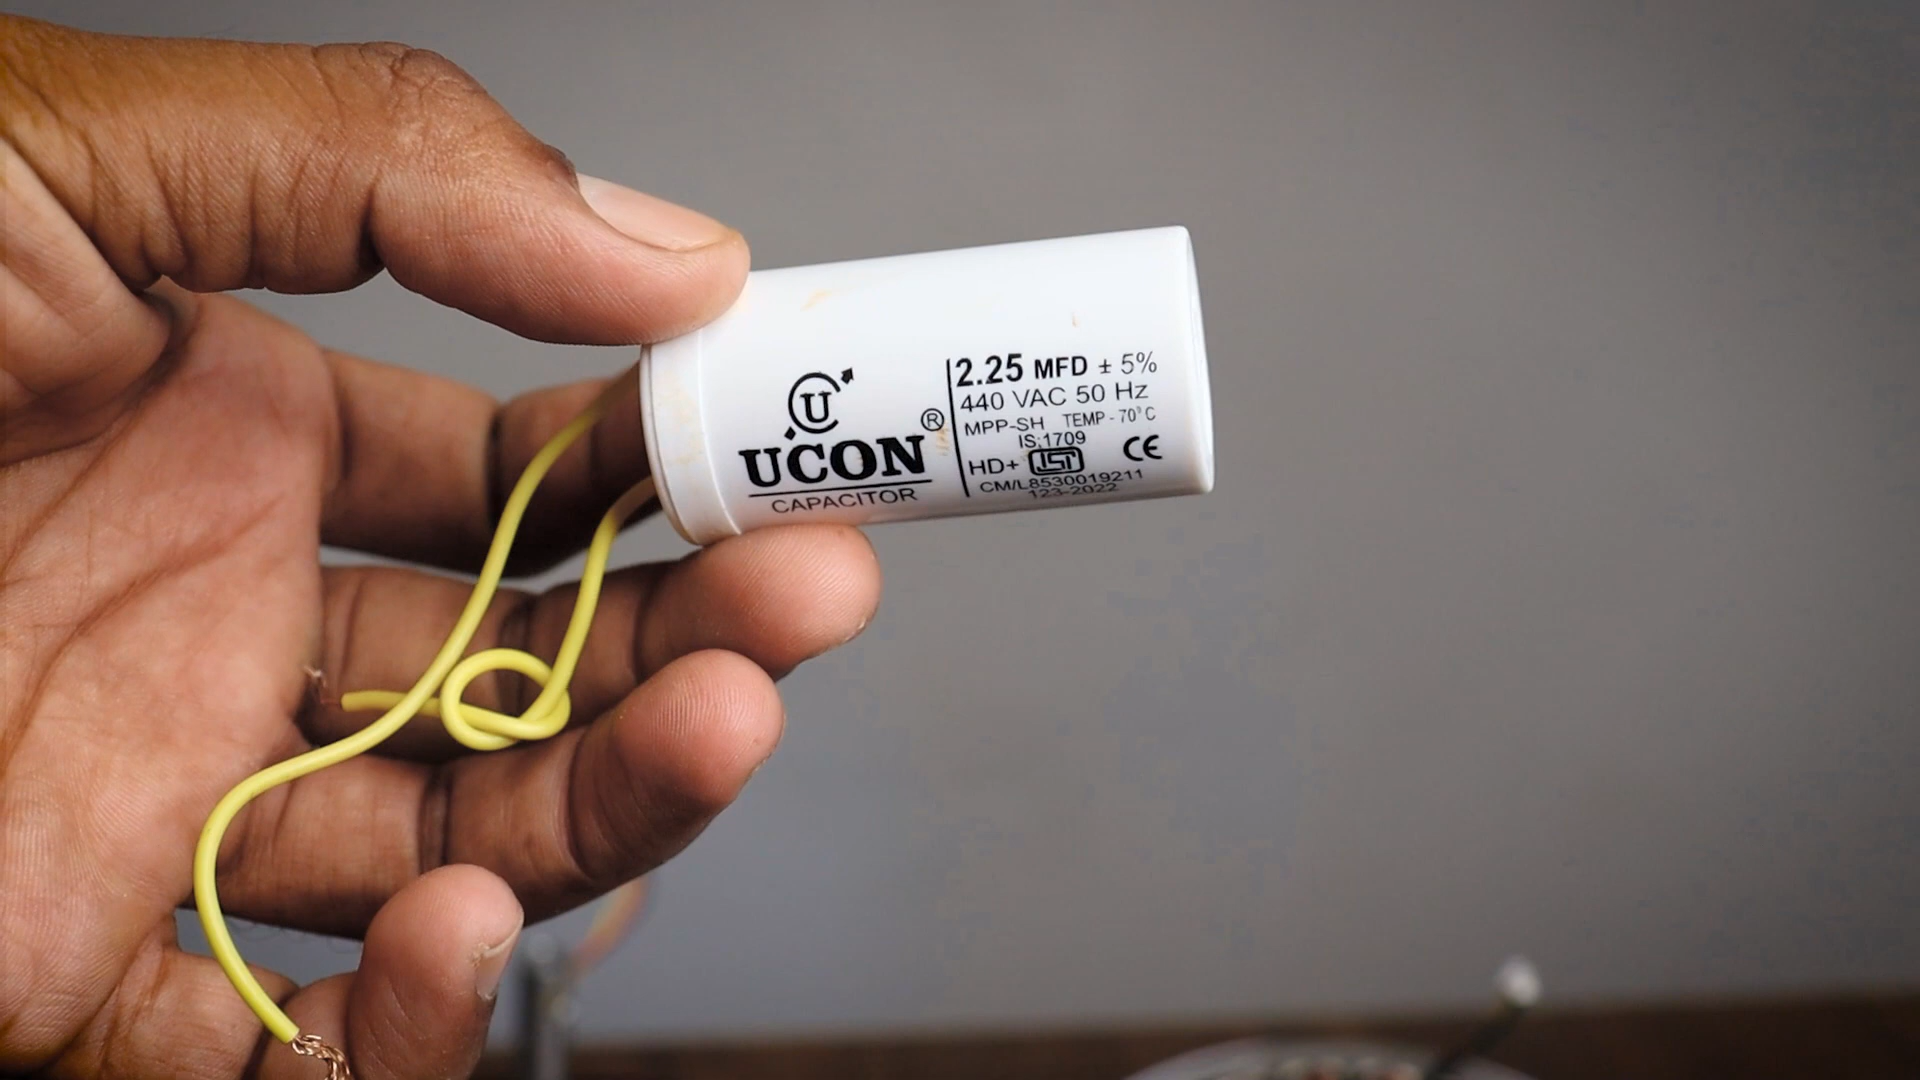 U
UCON®
CAPACITOR
2.25 MFD ± 5%
440 VAC 50 Hz
MPP-SH TEMP - 70°C
IS:1709
HD+ ISI CE
CM/L8530019211
123-2022